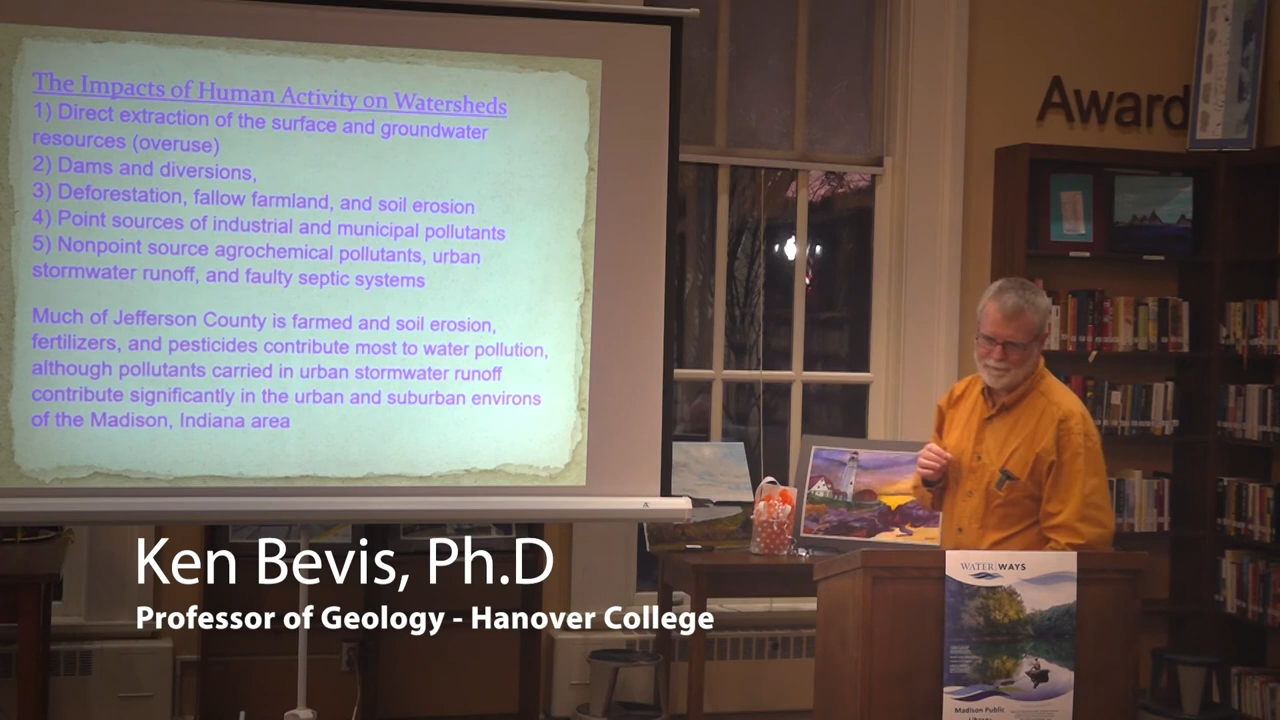 The Impacts of Human Activity on Watersheds
1) Direct extraction of the surface and groundwater
resources (overuse)
2) Dams and diversions,
3) Deforestation, fallow farmland, and soil erosion
4) Point sources of industrial and municipal pollutants
5) Nonpoint source agrochemical pollutants, urban
stormwater runoff, and faulty septic systems
Much of Jefferson County is farmed and soil erosion,
fertilizers, and pesticides contribute most to water pollution,
although pollutants carried in urban stormwater runoff
contribute significantly in the urban and suburban environs
of the Madison, Indiana area
Award
Ken Bevis, Ph.D
Professor of Geology - Hanover College
WATER|WAYS
Madison Public